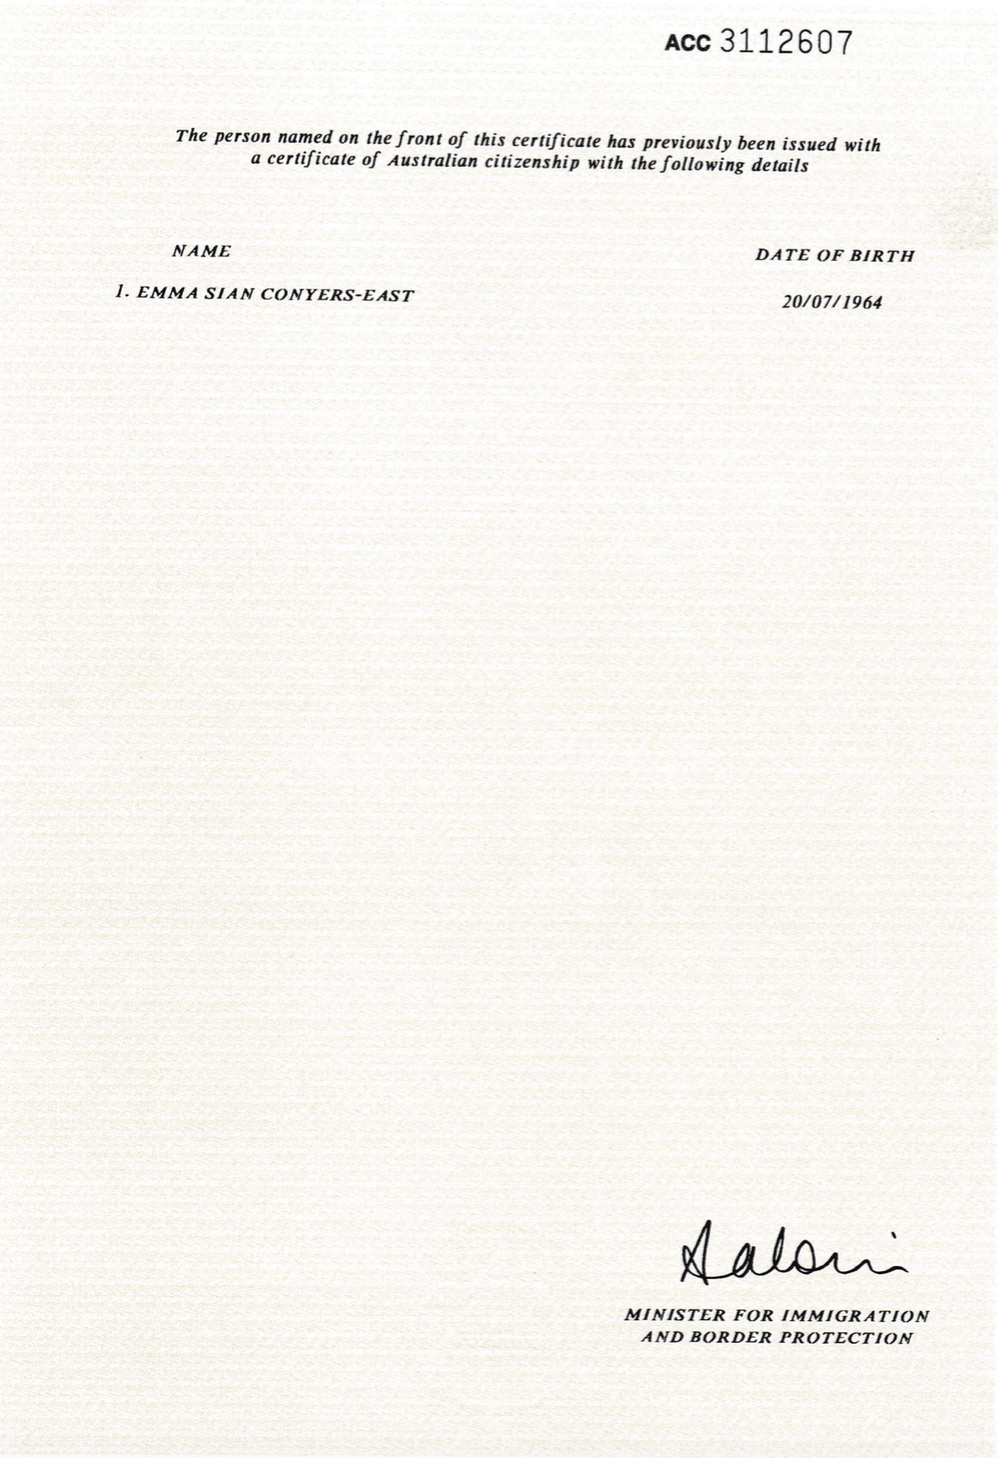 ACC 3112607
The person named on the front of this certificate has previously been issued with
a certificate of Australian citizenship with the following details
NAME DATE OF BIRTH
1. EMMA SIAN CONYERS-EAST 20/07/1964
MINISTER FOR IMMIGRATION
AND BORDER PROTECTION